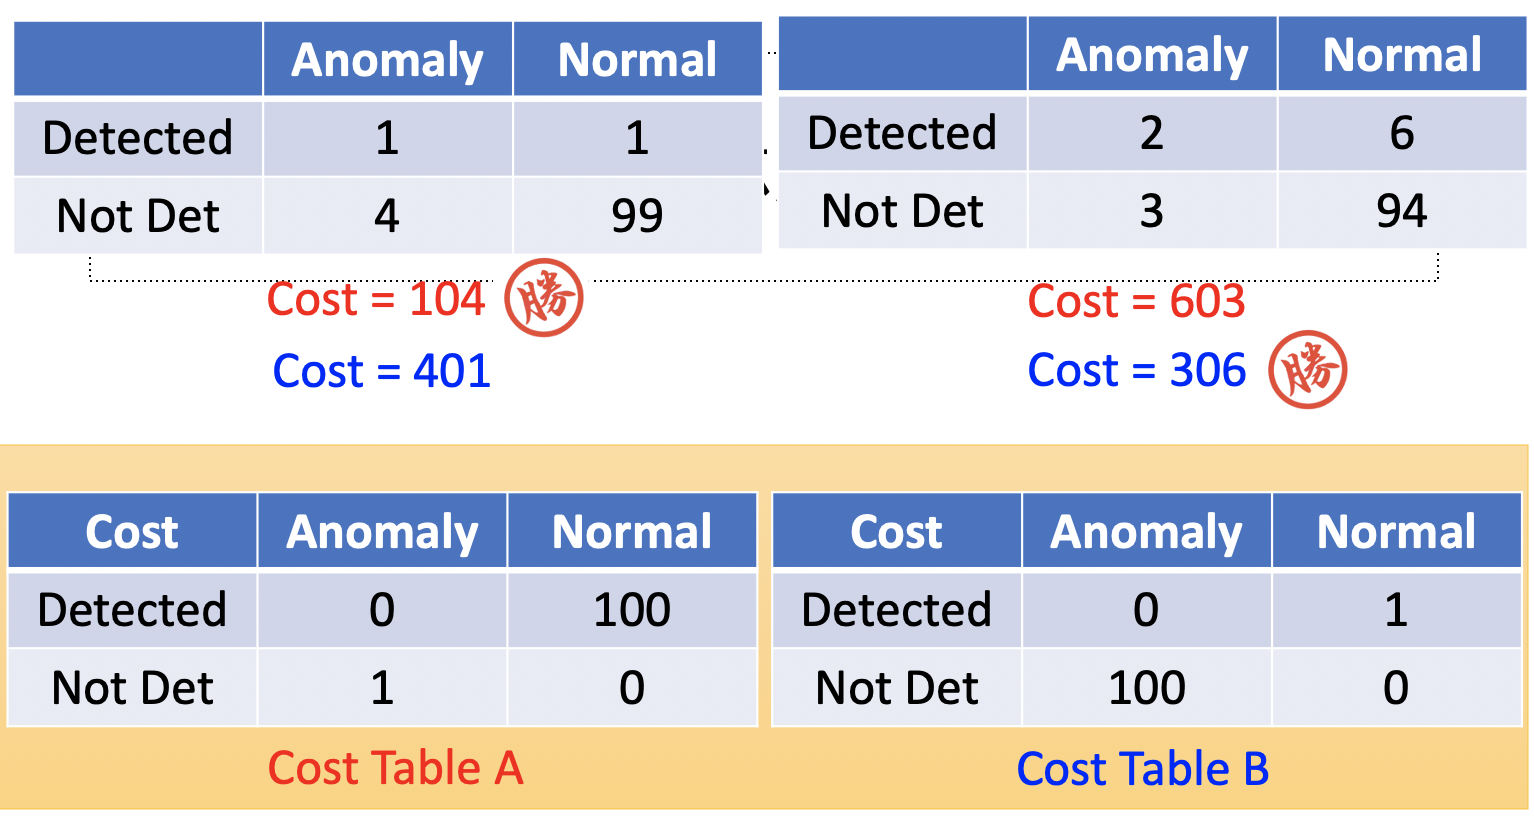 Anomaly Normal
Detected 1 1
Not Det 4 99
Anomaly Normal
Detected 2 6
Not Det 3 94
Cost = 104 勝
Cost = 401
Cost = 603
Cost = 306 勝
Cost Anomaly Normal
Detected 0 100
Not Det 1 0
Cost Table A
Cost Anomaly Normal
Detected 0 1
Not Det 100 0
Cost Table B